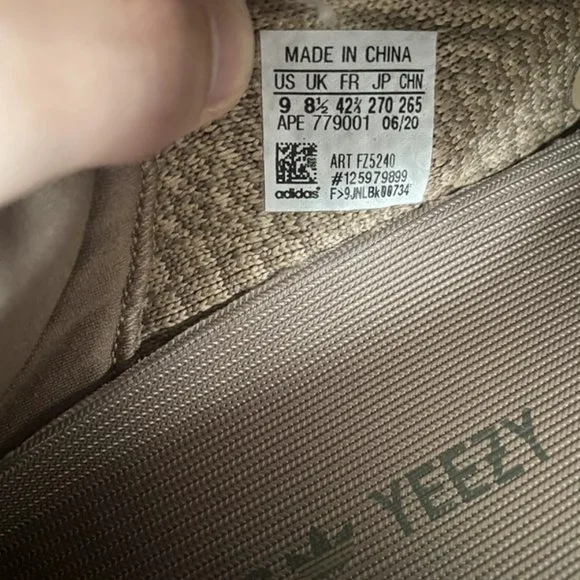 MADE IN CHINA
US UK FR JP CHN
9 8½ 42⅔ 270 265
APE 779001 06/20
ART FZ5240
#125979899
adidas F>9JNLBk00734
YEEZY